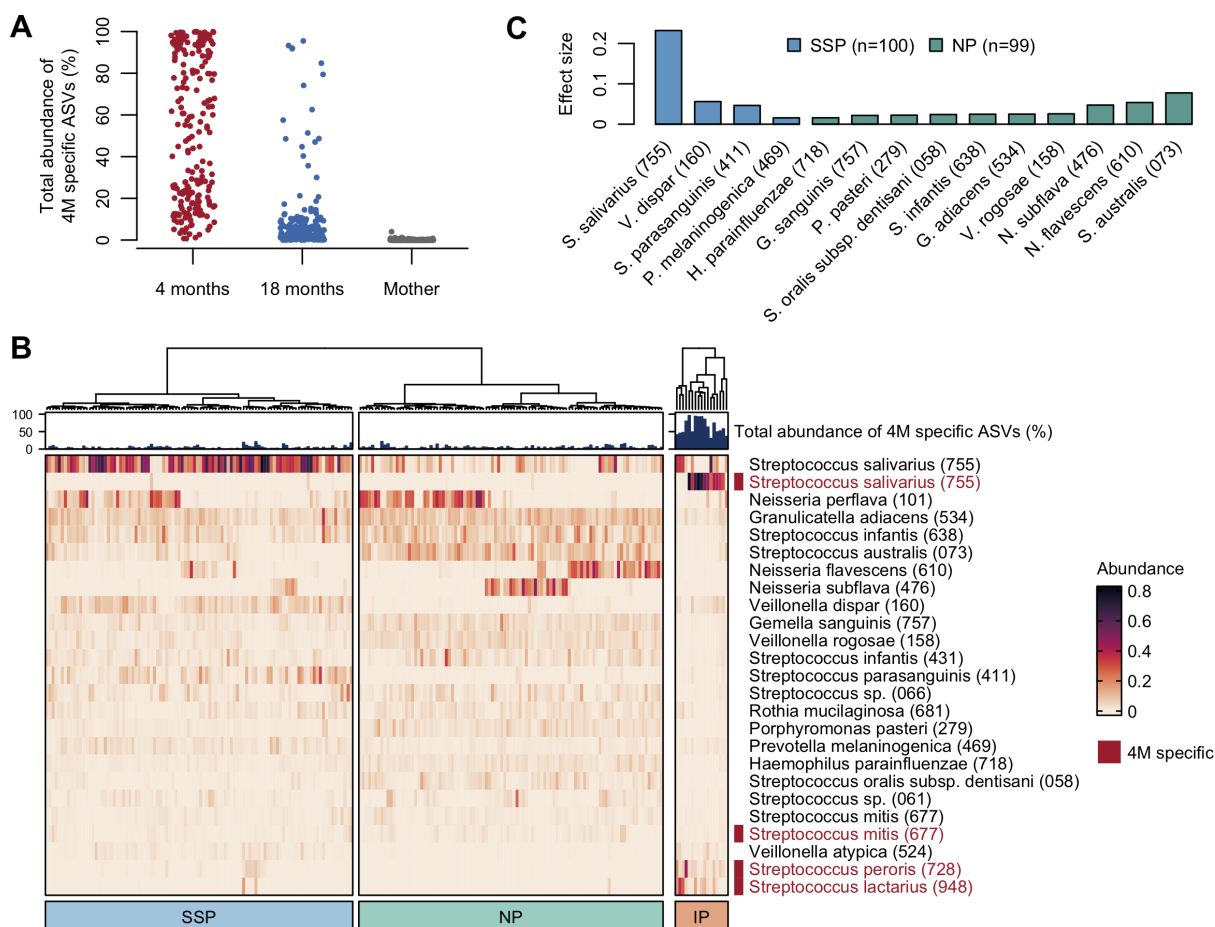 A
Total abundance of
4M specific ASVs (%)
100
80
60
40
20
0
4 months
18 months
Mother
C
Effect size
0.2
0.1
0
SSP (n=100)
NP (n=99)
S. salivarius (755)
V. dispar (160)
S. parasanguinis (411)
P. melaninogenica (469)
H. parainfluenzae (718)
G. sanguinis (757)
P. pasteri (279)
S. oralis subsp. dentisani (058)
S. infantis (638)
G. adiacens (534)
V. rogosae (158)
N. subflava (476)
N. flavescens (610)
S. australis (073)
B
100
50
0
Total abundance of 4M specific ASVs (%)
Streptococcus salivarius (755)
Streptococcus salivarius (755)
Neisseria perflava (101)
Granulicatella adiacens (534)
Streptococcus infantis (638)
Streptococcus australis (073)
Neisseria flavescens (610)
Neisseria subflava (476)
Veillonella dispar (160)
Gemella sanguinis (757)
Veillonella rogosae (158)
Streptococcus infantis (431)
Streptococcus parasanguinis (411)
Streptococcus sp. (066)
Rothia mucilaginosa (681)
Porphyromonas pasteri (279)
Prevotella melaninogenica (469)
Haemophilus parainfluenzae (718)
Streptococcus oralis subsp. dentisani (058)
Streptococcus sp. (061)
Streptococcus mitis (677)
Streptococcus mitis (677)
Veillonella atypica (524)
Streptococcus peroris (728)
Streptococcus lactarius (948)
Abundance
0.8
0.6
0.4
0.2
0
4M specific
SSP
NP
IP